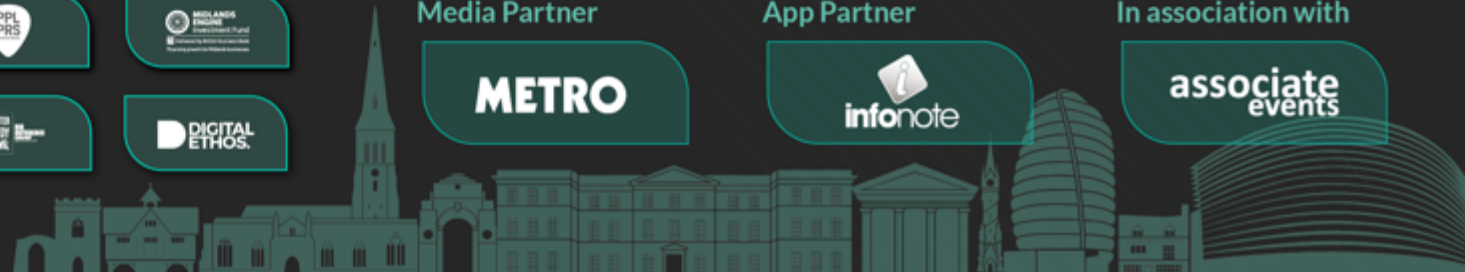 Media Partner
App Partner
In association with
PPL
PRS
MIDLANDS
ENGINE
Investment Fund
METRO
i
infonote
associate
events
DIGITAL
ETHOS.